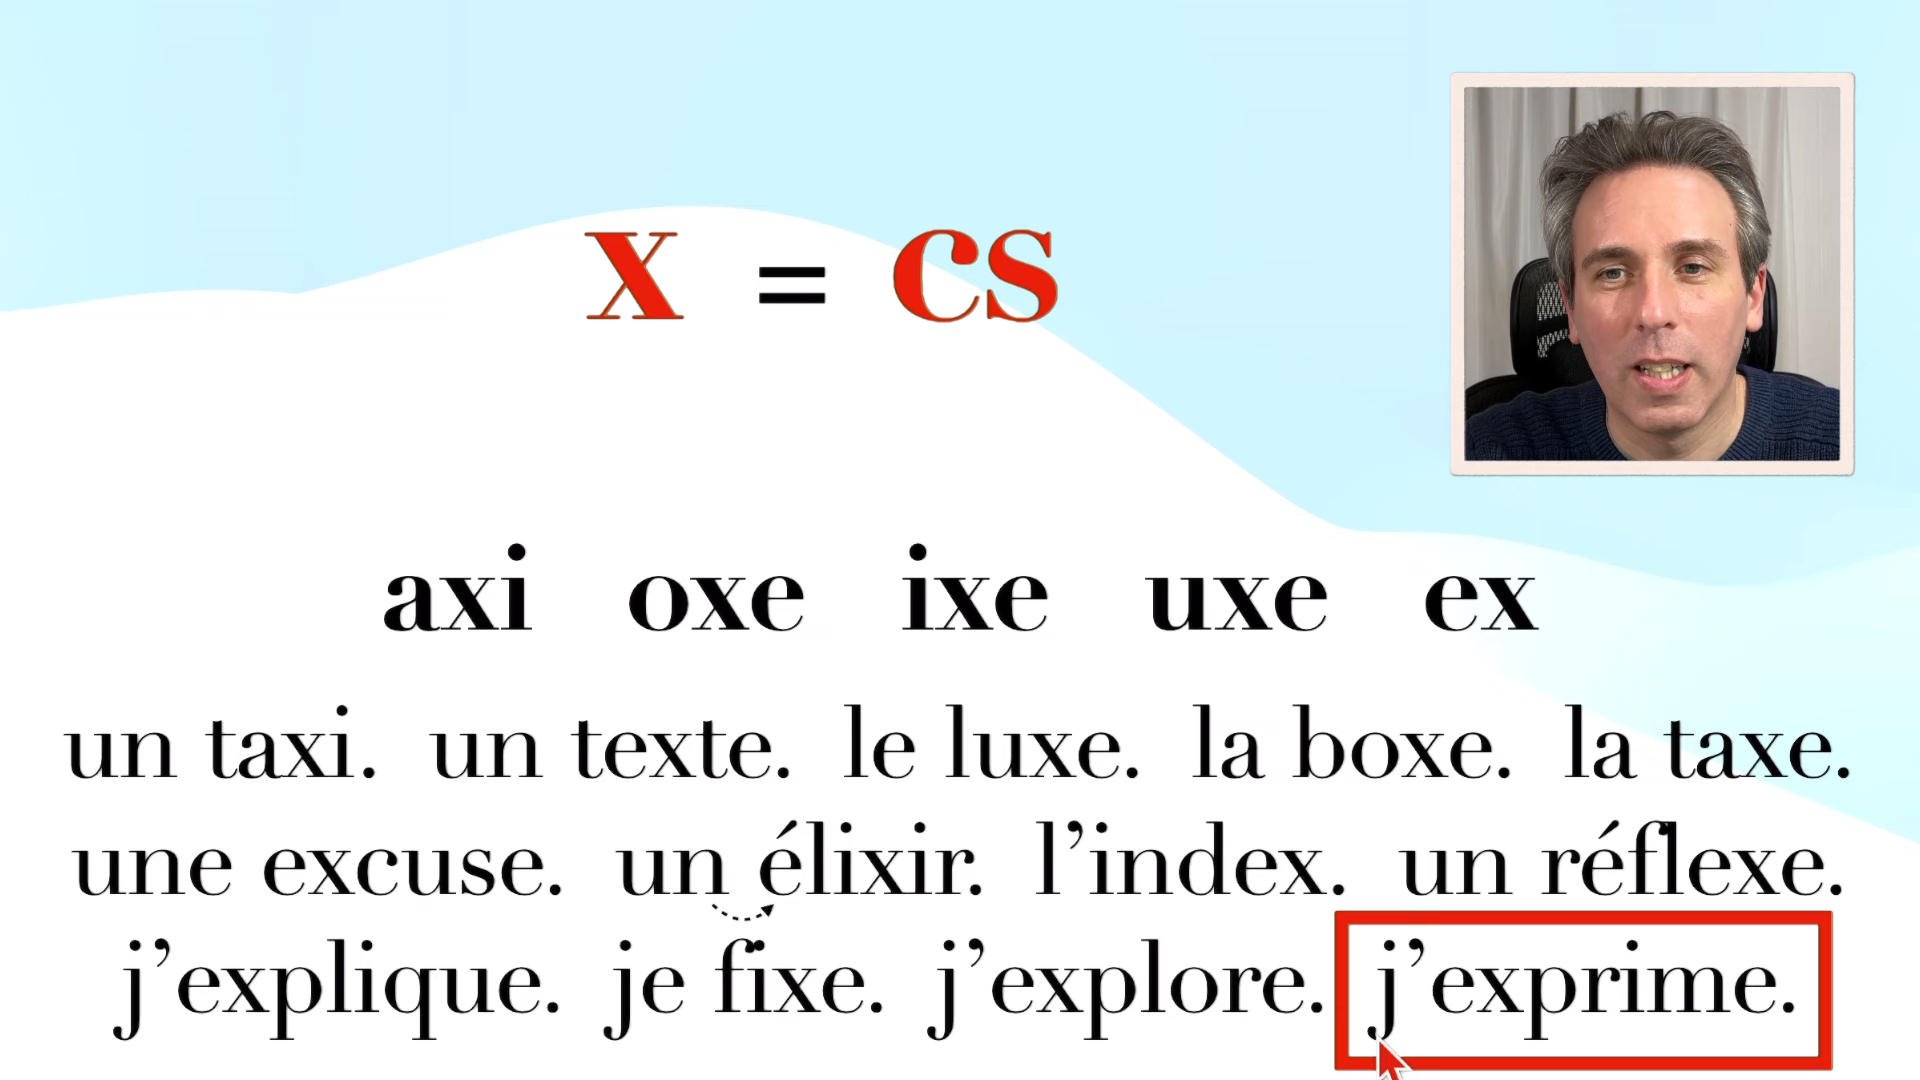 x = cs
axi oxe ixe uxe ex
un taxi. un texte. le luxe. la boxe. la taxe.
une excuse. un élixir. l’index. un réflexe.
j’explique. je fixe. j’explore. j’exprime.